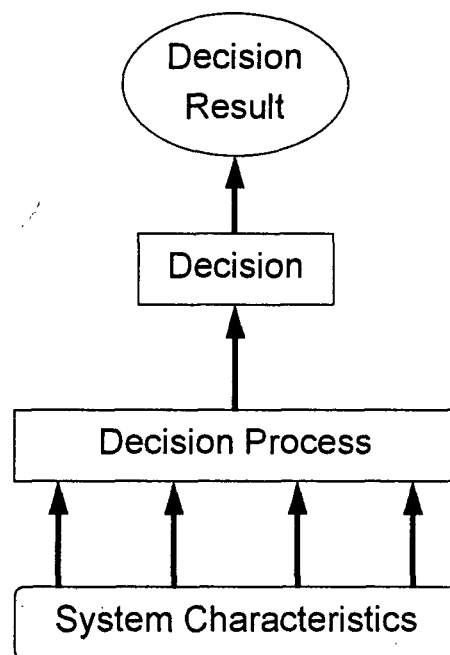 Decision
Result
Decision
Decision Process
System Characteristics